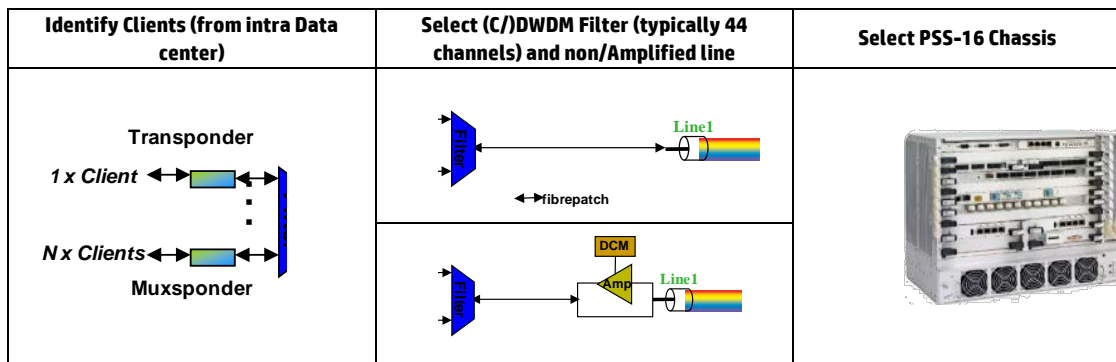 Identify Clients (from intra Data
center)
Select (C/)DWDM Filter (typically 44
channels) and non/Amplified line
Select PSS-16 Chassis
Transponder
1 x Client
N x Clients
Muxsponder
Filter
Line1
fibrepatch
DCM
Amp
Filter
Line1